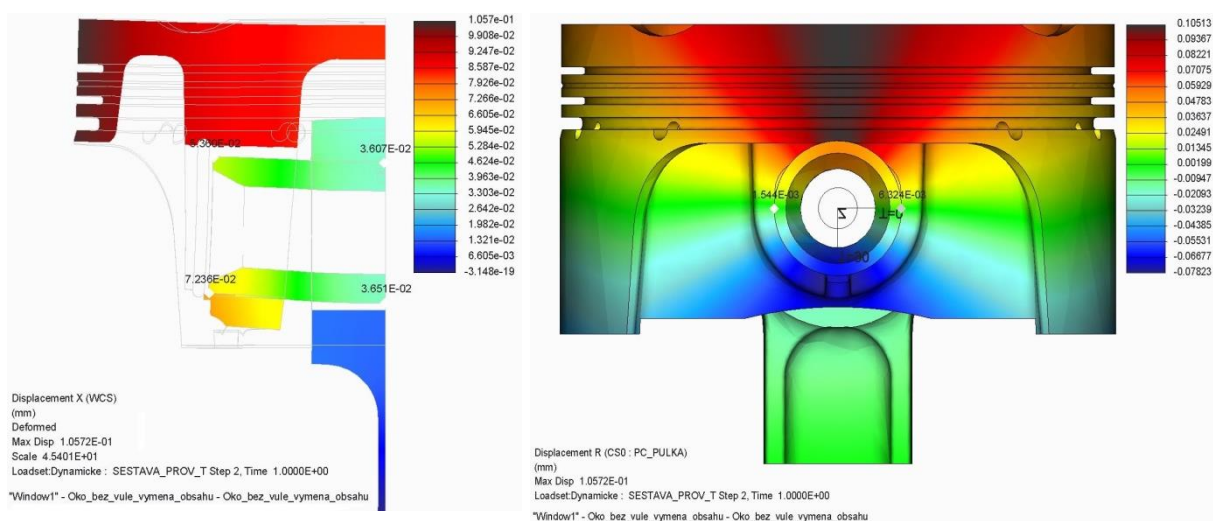 1.057e-01
9.908e-02
9.247e-02
8.587e-02
7.926e-02
7.266e-02
6.605e-02
5.945e-02
5.284e-02
4.624e-02
3.963e-02
3.303e-02
2.642e-02
1.982e-02
1.321e-02
6.605e-03
-3.148e-19
3.607E-02
7.236E-02
3.651E-02
Displacement X (WCS)
(mm)
Deformed
Max Disp 1.0572E-01
Scale 4.5401E+01
Loadset:Dynamicke : SESTAVA_PROV_T Step 2, Time 1.0000E+00
"Window1" - Oko_bez_vule_vymena_obsahu - Oko_bez_vule_vymena_obsahu
0.10513
0.09367
0.08221
0.07075
0.05929
0.04783
0.03637
0.02491
0.01345
0.00199
-0.00947
-0.02093
-0.03239
-0.04385
-0.05531
-0.06677
-0.07823
6.324E-03
Displacement R (CS0 : PC_PULKA)
(mm)
Max Disp 1.0572E-01
Loadset:Dynamicke : SESTAVA_PROV_T Step 2, Time 1.0000E+00
"Window1" - Oko_bez_vule_vymena_obsahu - Oko_bez_vule_vymena_obsahu